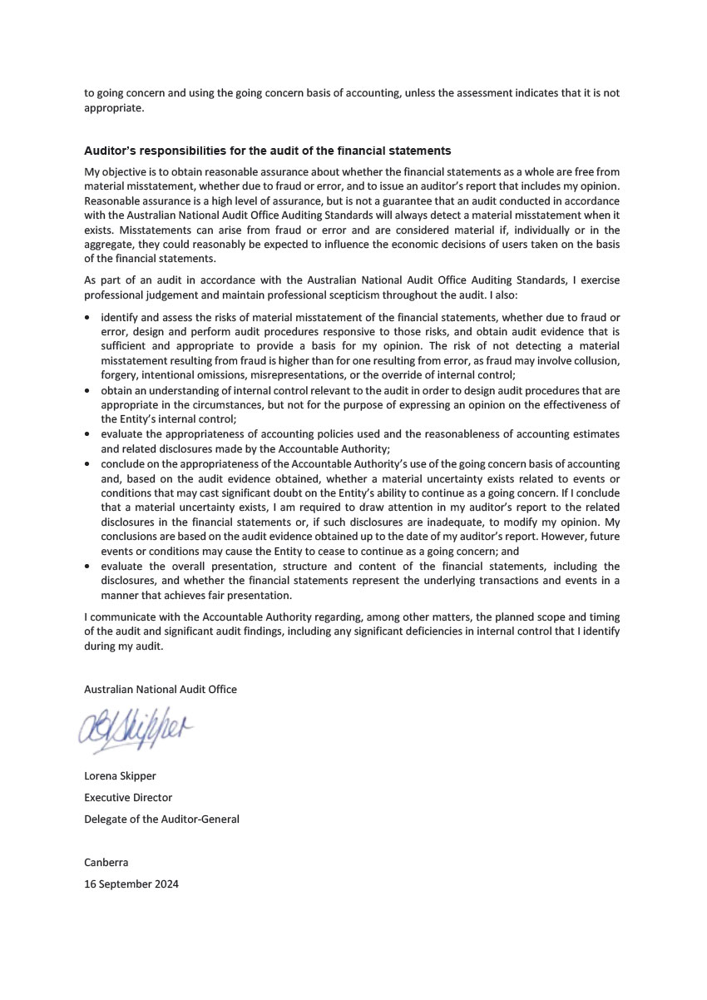 to going concern and using the going concern basis of accounting, unless the assessment indicates that it is not
appropriate.
Auditor’s responsibilities for the audit of the financial statements
My objective is to obtain reasonable assurance about whether the financial statements as a whole are free from
material misstatement, whether due to fraud or error, and to issue an auditor’s report that includes my opinion.
Reasonable assurance is a high level of assurance, but is not a guarantee that an audit conducted in accordance
with the Australian National Audit Office Auditing Standards will always detect a material misstatement when it
exists. Misstatements can arise from fraud or error and are considered material if, individually or in the
aggregate, they could reasonably be expected to influence the economic decisions of users taken on the basis
of the financial statements.
As part of an audit in accordance with the Australian National Audit Office Auditing Standards, I exercise
professional judgement and maintain professional scepticism throughout the audit. I also:
• identify and assess the risks of material misstatement of the financial statements, whether due to fraud or
error, design and perform audit procedures responsive to those risks, and obtain audit evidence that is
sufficient and appropriate to provide a basis for my opinion. The risk of not detecting a material
misstatement resulting from fraud is higher than for one resulting from error, as fraud may involve collusion,
forgery, intentional omissions, misrepresentations, or the override of internal control;
• obtain an understanding of internal control relevant to the audit in order to design audit procedures that are
appropriate in the circumstances, but not for the purpose of expressing an opinion on the effectiveness of
the Entity’s internal control;
• evaluate the appropriateness of accounting policies used and the reasonableness of accounting estimates
and related disclosures made by the Accountable Authority;
• conclude on the appropriateness of the Accountable Authority’s use of the going concern basis of accounting
and, based on the audit evidence obtained, whether a material uncertainty exists related to events or
conditions that may cast significant doubt on the Entity’s ability to continue as a going concern. If I conclude
that a material uncertainty exists, I am required to draw attention in my auditor’s report to the related
disclosures in the financial statements or, if such disclosures are inadequate, to modify my opinion. My
conclusions are based on the audit evidence obtained up to the date of my auditor’s report. However, future
events or conditions may cause the Entity to cease to continue as a going concern; and
• evaluate the overall presentation, structure and content of the financial statements, including the
disclosures, and whether the financial statements represent the underlying transactions and events in a
manner that achieves fair presentation.
I communicate with the Accountable Authority regarding, among other matters, the planned scope and timing
of the audit and significant audit findings, including any significant deficiencies in internal control that I identify
during my audit.
Australian National Audit Office
Lorena Skipper
Executive Director
Delegate of the Auditor-General
Canberra
16 September 2024